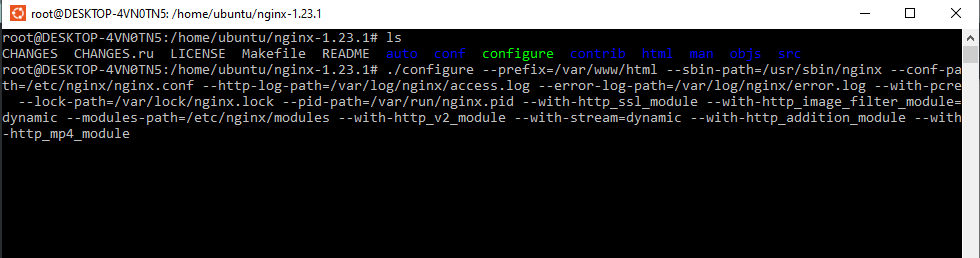 root@DESKTOP-4VN0TN5: /home/ubuntu/nginx-1.23.1
root@DESKTOP-4VN0TN5:/home/ubuntu/nginx-1.23.1# ls
CHANGES  CHANGES.ru  LICENSE  Makefile  README  auto  conf  configure  contrib  html  man  objs  src
root@DESKTOP-4VN0TN5:/home/ubuntu/nginx-1.23.1# ./configure --prefix=/var/www/html --sbin-path=/usr/sbin/nginx --conf-pa
th=/etc/nginx/nginx.conf --http-log-path=/var/log/nginx/access.log --error-log-path=/var/log/nginx/error.log --with-pcre
  --lock-path=/var/lock/nginx.lock --pid-path=/var/run/nginx.pid --with-http_ssl_module --with-http_image_filter_module=
dynamic --modules-path=/etc/nginx/modules --with-http_v2_module --with-stream=dynamic --with-http_addition_module --with
-http_mp4_module